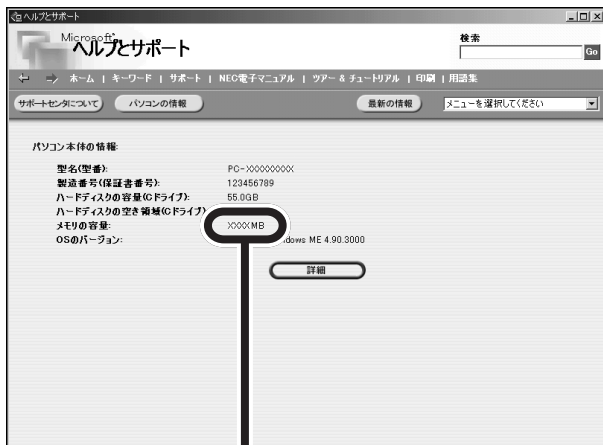 ヘルプとサポート
Microsoft
ヘルプとサポート
検索
Go
ホーム | キーワード | サポート | NEC電子マニュアル | ツアー & チュートリアル | 印刷 | 用語集
サポートセンタについて パソコンの情報 最新の情報 メニューを選択してください
パソコン本体の情報:
型名(型番): PC-XXXXXXXXX
製造番号(保証書番号): 123456789
ハードディスクの容量(Cドライブ): 55.0GB
ハードディスクの空き領域(Cドライブ)
メモリの容量: XXXXMB
OSのバージョン: ndows ME 4.90.3000
詳細